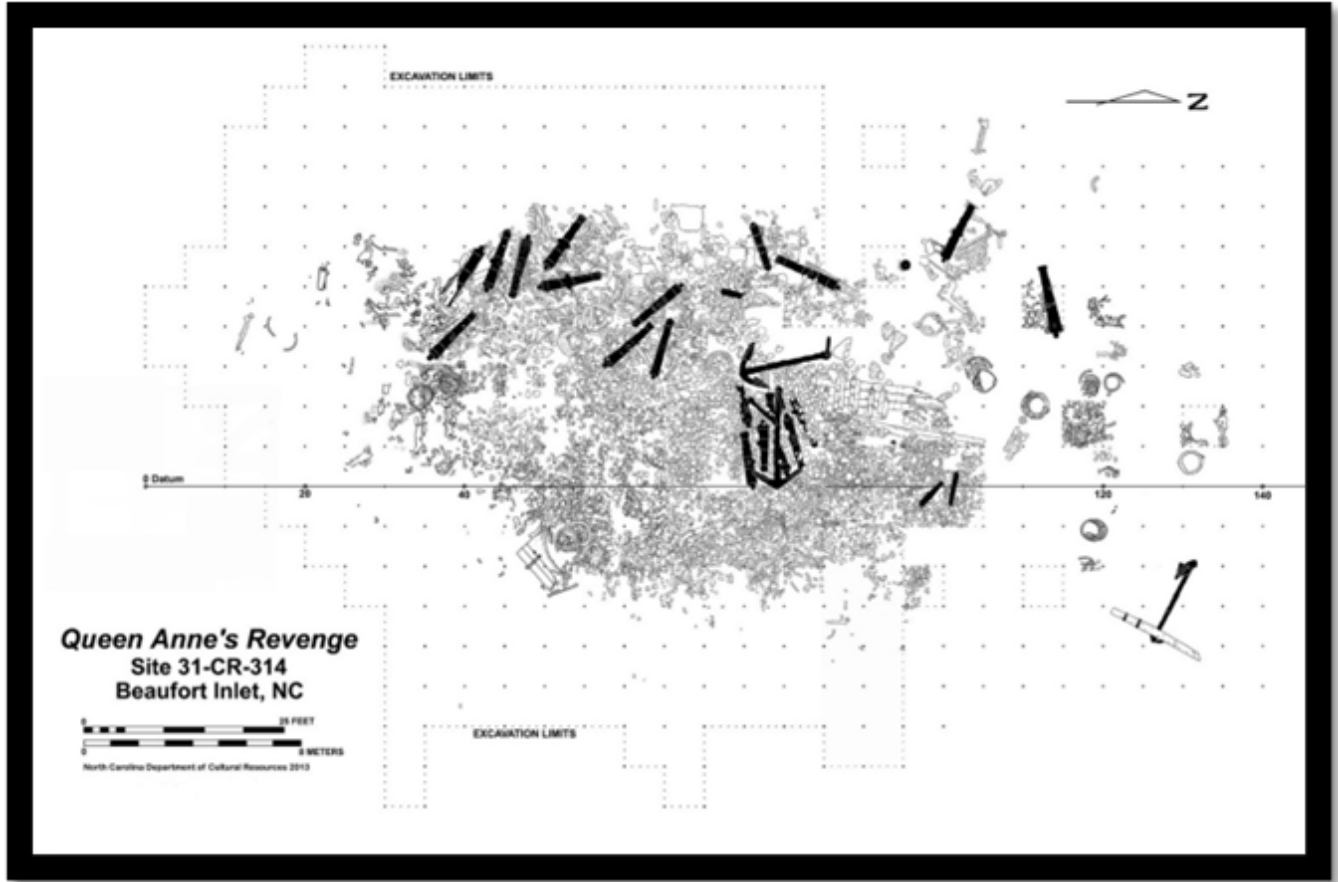 EXCAVATION LIMITS
N
0 Datum
20
40
120
140
Queen Anne's Revenge
Site 31-CR-314
Beaufort Inlet, NC
0 25 FEET
0 8 METERS
North Carolina Department of Cultural Resources 2013
EXCAVATION LIMITS